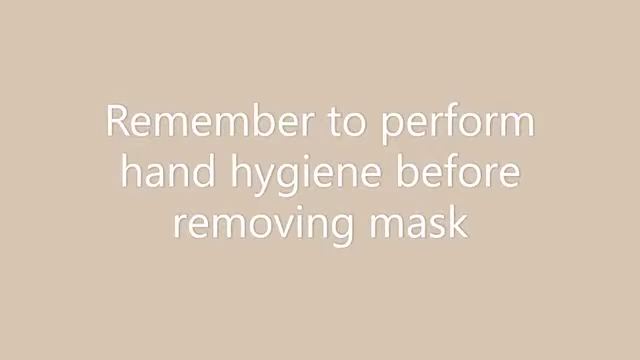 Remember to perform
hand hygiene before
removing mask